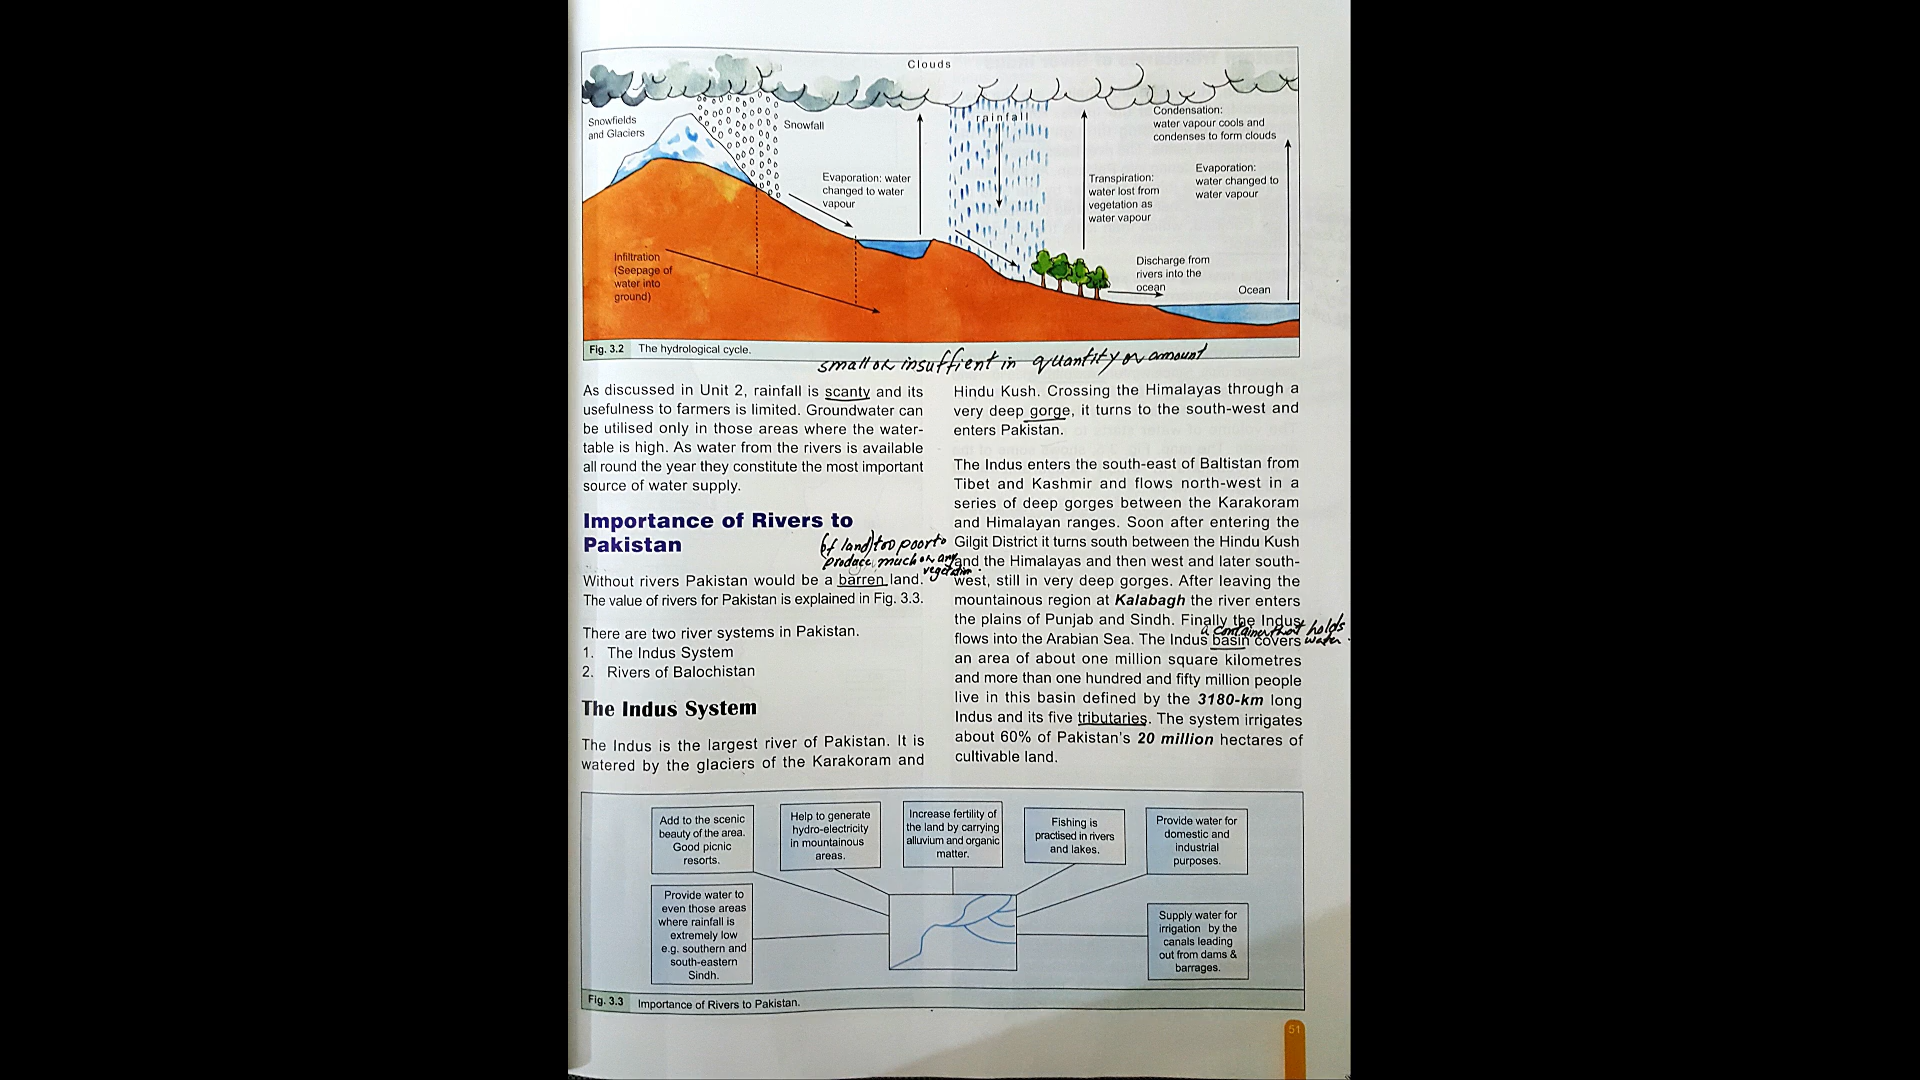 Clouds
Snowfields
and Glaciers
Snowfall
rainfall
Condensation:
water vapour cools and
condenses to form clouds
Evaporation: water
changed to water
vapour
Transpiration:
water lost from
vegetation as
water vapour
Evaporation:
water changed to
water vapour
Infiltration
(Seepage of
water into
ground)
Discharge from
rivers into the
ocean
Ocean
Fig. 3.2 The hydrological cycle.
small or insuffient in quantity or amount
As discussed in Unit 2, rainfall is scanty and its
usefulness to farmers is limited. Groundwater can
be utilised only in those areas where the water-
table is high. As water from the rivers is available
all round the year they constitute the most important
source of water supply.
Importance of Rivers to
Pakistan
(of land) too poor to
produce much or any
vegetation.
Without rivers Pakistan would be a barren land.
The value of rivers for Pakistan is explained in Fig. 3.3.
There are two river systems in Pakistan.
1. The Indus System
2. Rivers of Balochistan
The Indus System
The Indus is the largest river of Pakistan. It is
watered by the glaciers of the Karakoram and
Hindu Kush. Crossing the Himalayas through a
very deep gorge, it turns to the south-west and
enters Pakistan.
The Indus enters the south-east of Baltistan from
Tibet and Kashmir and flows north-west in a
series of deep gorges between the Karakoram
and Himalayan ranges. Soon after entering the
Gilgit District it turns south between the Hindu Kush
and the Himalayas and then west and later south-
west, still in very deep gorges. After leaving the
mountainous region at Kalabagh the river enters
the plains of Punjab and Sindh. Finally the Indus
a container that holds
water.
flows into the Arabian Sea. The Indus basin covers
an area of about one million square kilometres
and more than one hundred and fifty million people
live in this basin defined by the 3180-km long
Indus and its five tributaries. The system irrigates
about 60% of Pakistan's 20 million hectares of
cultivable land.
Add to the scenic
beauty of the area.
Good picnic
resorts.
Help to generate
hydro-electricity
in mountainous
areas.
Increase fertility of
the land by carrying
alluvium and organic
matter.
Fishing is
practised in rivers
and lakes.
Provide water for
domestic and
industrial
purposes.
Provide water to
even those areas
where rainfall is
extremely low
e.g. southern and
south-eastern
Sindh.
Supply water for
irrigation by the
canals leading
out from dams &
barrages.
Fig. 3.3 Importance of Rivers to Pakistan.
51